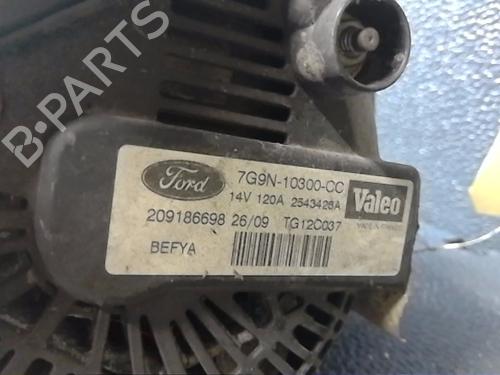 B-PARTS
Ford
7G9N-10300-CC
14V 120A 2543426A
Valeo
209186698 26/09 TG12C037
BEFYA